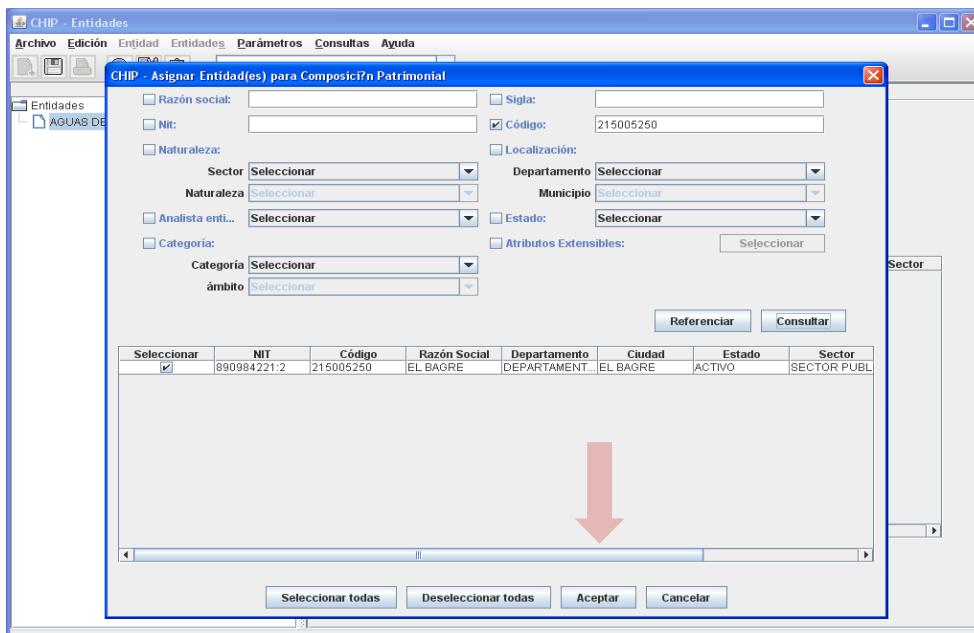 CHIP - Entidades
Archivo Edición Entidad Entidades Parámetros Consultas Ayuda
CHIP - Asignar Entidad(es) para Composici?n Patrimonial
Entidades
AGUAS DE
Razón social: Sigla:
Nit: Código: 215005250
Naturaleza: Localización:
Sector Seleccionar Departamento Seleccionar
Naturaleza Seleccionar Municipio Seleccionar
Analista enti... Seleccionar Estado: Seleccionar
Categoría: Atributos Extensibles: Seleccionar
Categoría Seleccionar
ámbito Seleccionar
Sector
Referenciar Consultar
Seleccionar NIT Código Razón Social Departamento Ciudad Estado Sector
890984221:2 215005250 EL BAGRE DEPARTAMENT... EL BAGRE ACTIVO SECTOR PUBL
Seleccionar todas Deseleccionar todas Aceptar Cancelar